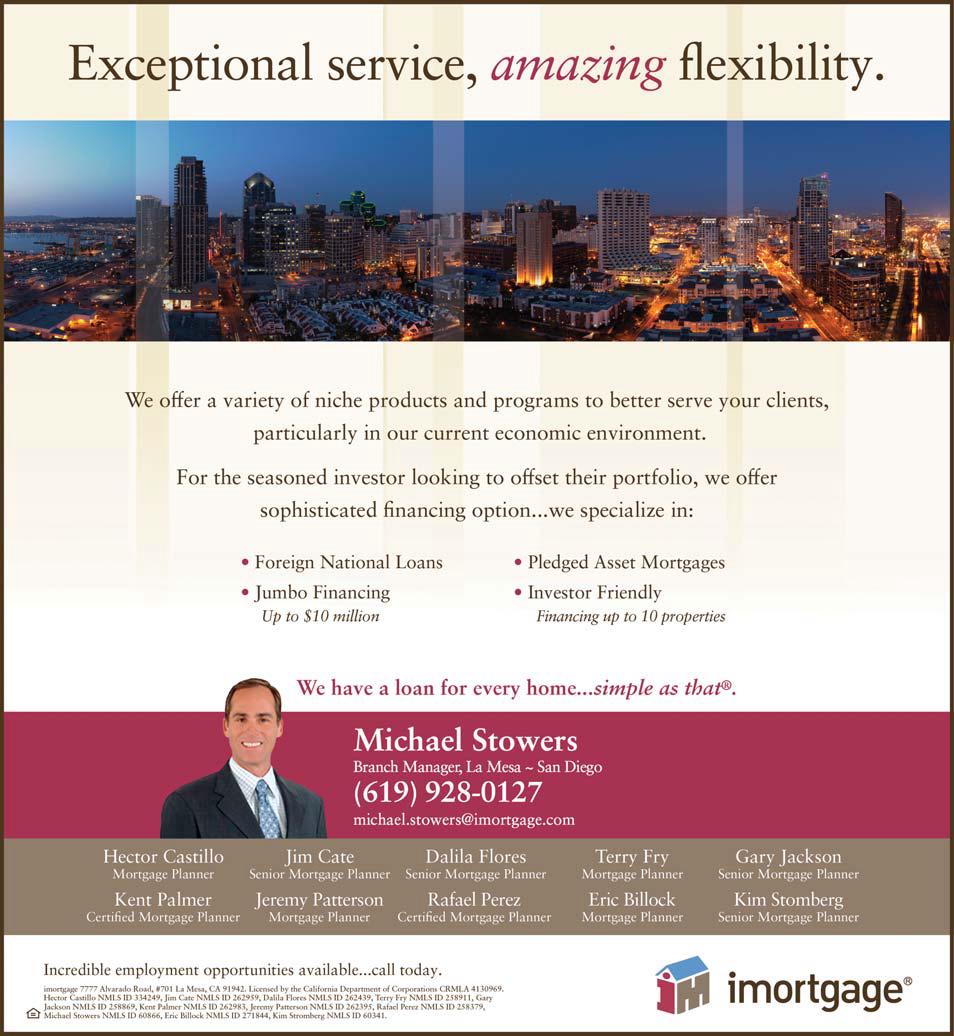 Exceptional service, amazing flexibility.
We offer a variety of niche products and programs to better serve your clients,
particularly in our current economic environment.
For the seasoned investor looking to offset their portfolio, we offer
sophisticated financing option...we specialize in:
• Foreign National Loans
• Jumbo Financing
Up to $10 million
• Pledged Asset Mortgages
• Investor Friendly
Financing up to 10 properties
We have a loan for every home...simple as that®.
Michael Stowers
Branch Manager, La Mesa ~ San Diego
(619) 928-0127
michael.stowers@imortgage.com
Hector Castillo
Mortgage Planner
Jim Cate
Senior Mortgage Planner
Dalila Flores
Senior Mortgage Planner
Terry Fry
Mortgage Planner
Gary Jackson
Senior Mortgage Planner
Kent Palmer
Certified Mortgage Planner
Jeremy Patterson
Mortgage Planner
Rafael Perez
Certified Mortgage Planner
Eric Billock
Mortgage Planner
Kim Stomberg
Senior Mortgage Planner
Incredible employment opportunities available...call today.
imortgage 7777 Alvarado Road, #701 La Mesa, CA 91942. Licensed by the California Department of Corporations CRMLA 4130969.
Hector Castillo NMLS ID 334249, Jim Cate NMLS ID 262959, Dalila Flores NMLS ID 262439, Terry Fry NMLS ID 258911, Gary
Jackson NMLS ID 258869, Kent Palmer NMLS ID 262983, Jeremy Patterson NMLS ID 262395, Rafael Perez NMLS ID 258379,
Michael Stowers NMLS ID 60866, Eric Billock NMLS ID 271844, Kim Stromberg NMLS ID 60341.
iM
imortgage®